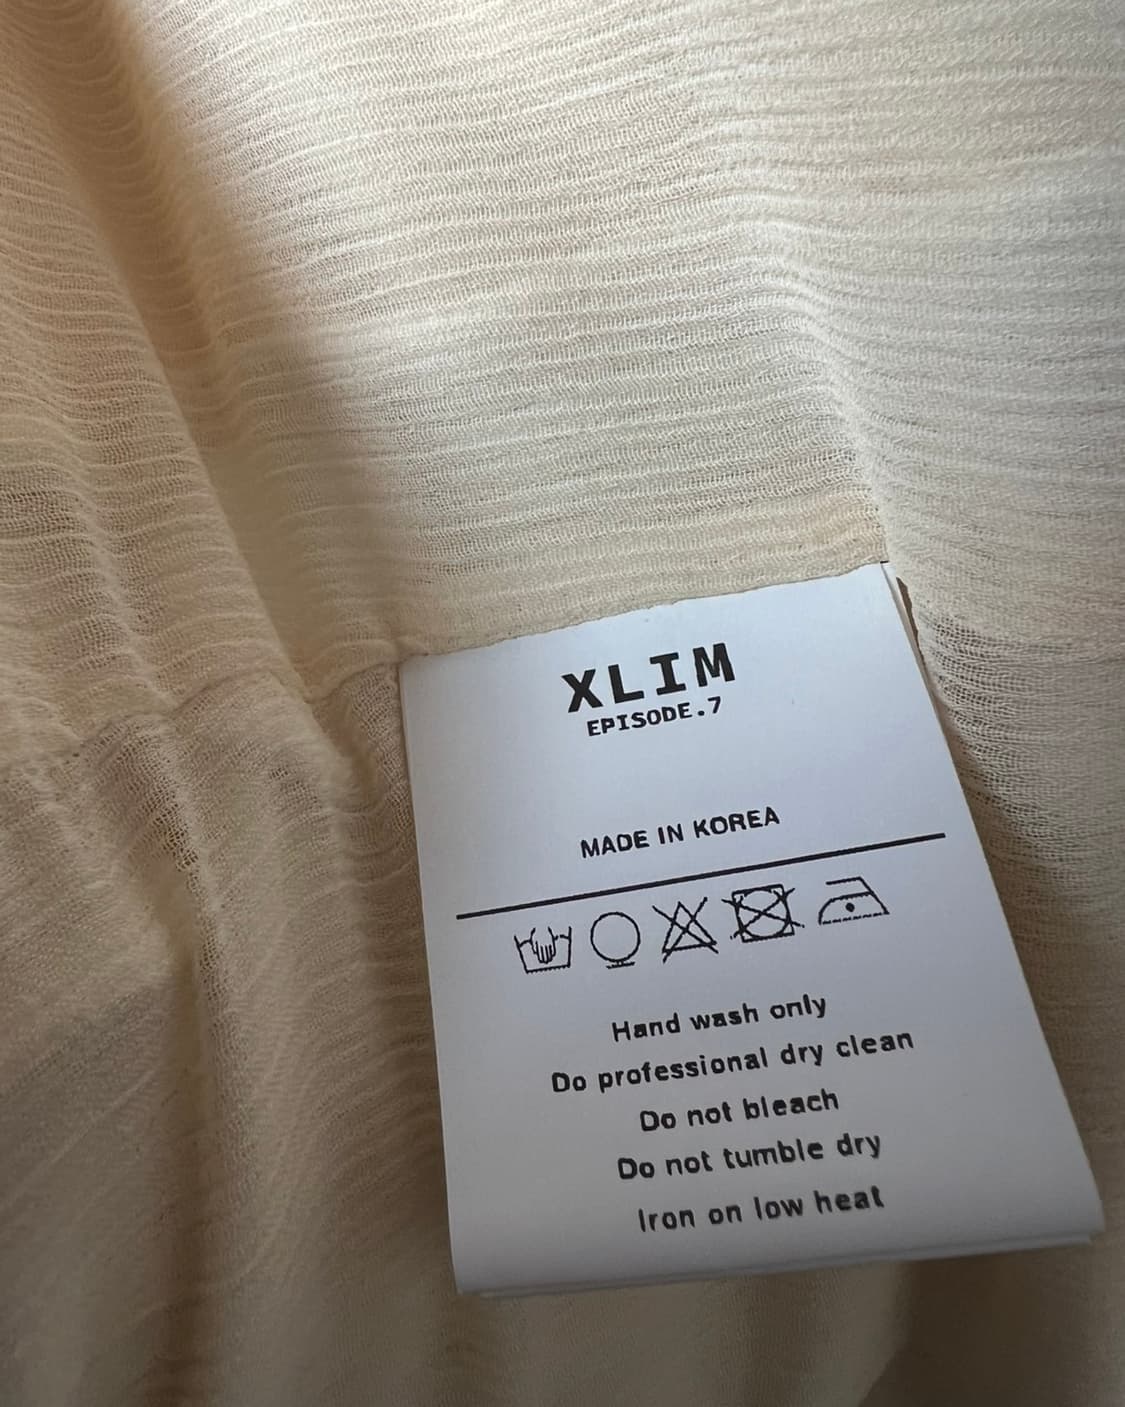 XLIM
EPISODE.7
MADE IN KOREA
Hand wash only
Do professional dry clean
Do not bleach
Do not tumble dry
Iron on low heat